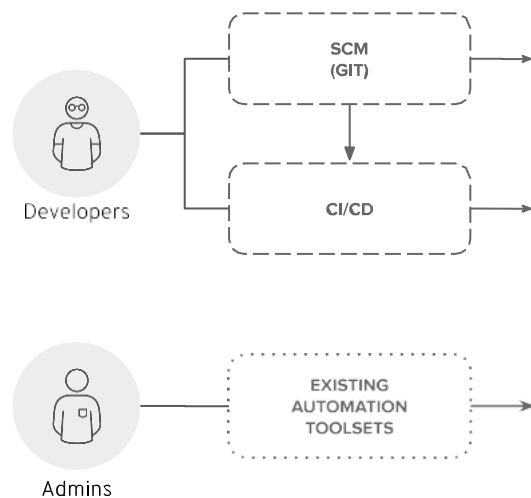 SCM
(GIT)
Developers
CI/CD
EXISTING
AUTOMATION
TOOLSETS
Admins